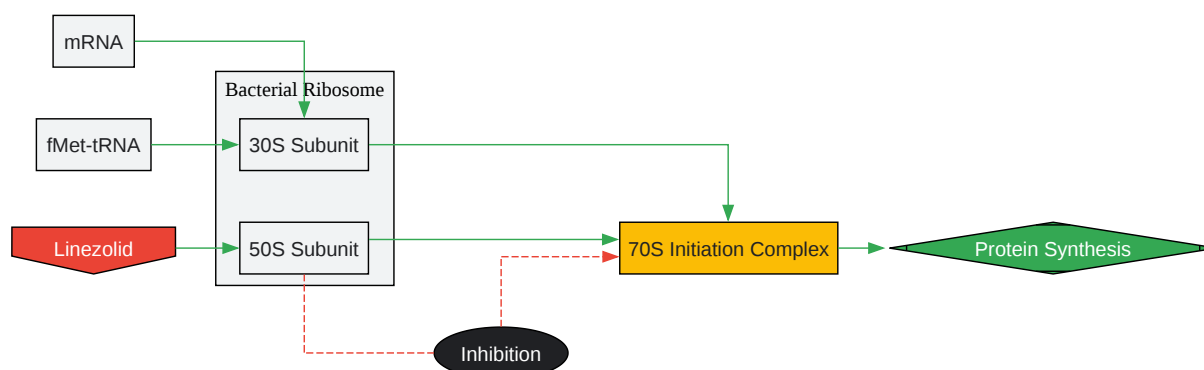 mRNA
Bacterial Ribosome
fMet-tRNA
30S Subunit
Linezolid
50S Subunit
70S Initiation Complex
Protein Synthesis
Inhibition